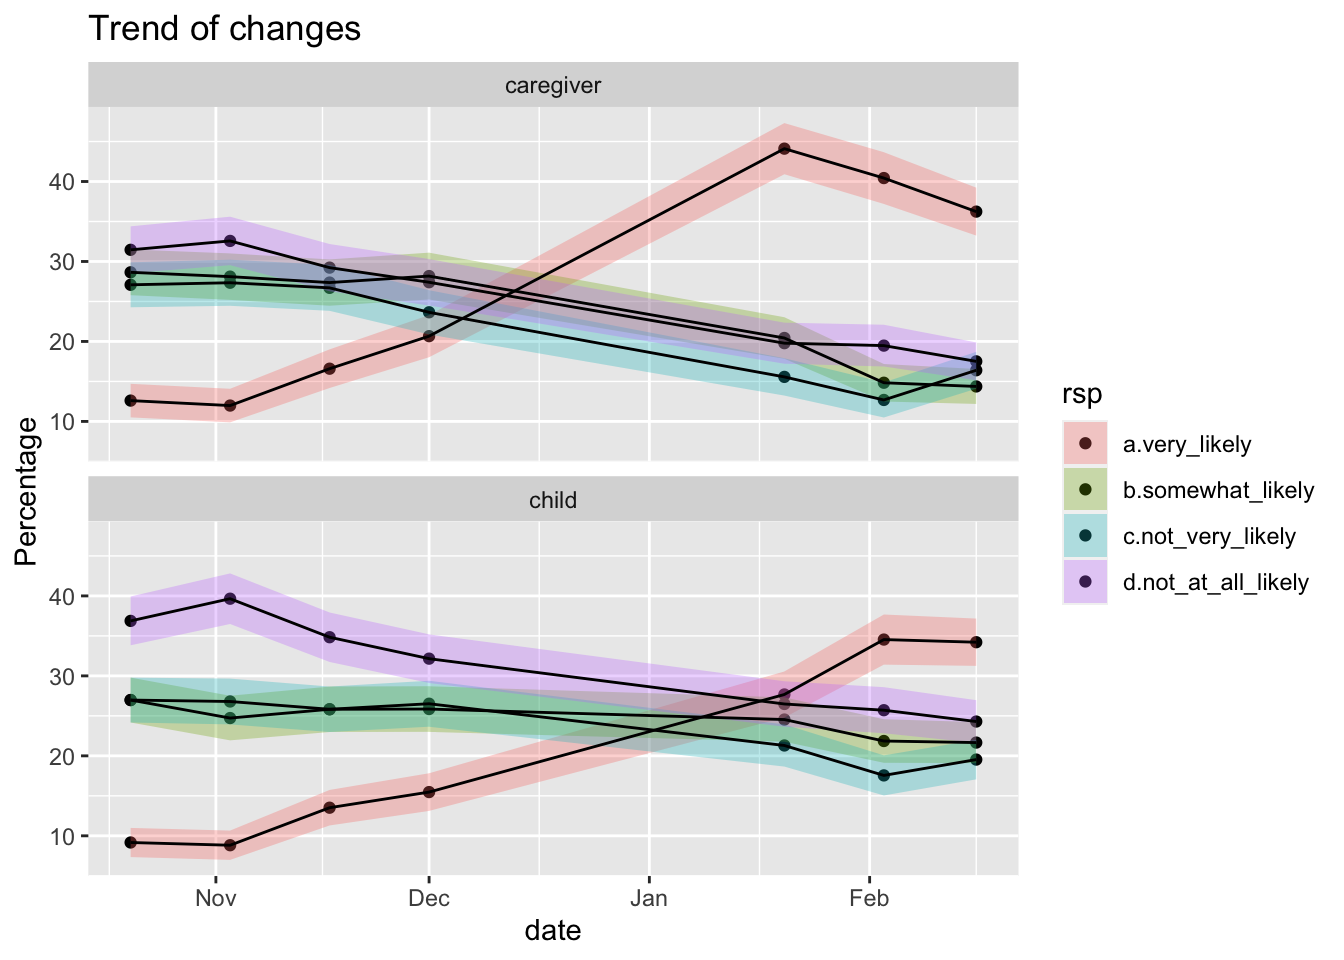 Trend of changes
caregiver
40
30
20
10
child
40
30
20
10
Nov Dec Jan Feb
date
Percentage
rsp
a.very_likely
b.somewhat_likely
c.not_very_likely
d.not_at_all_likely